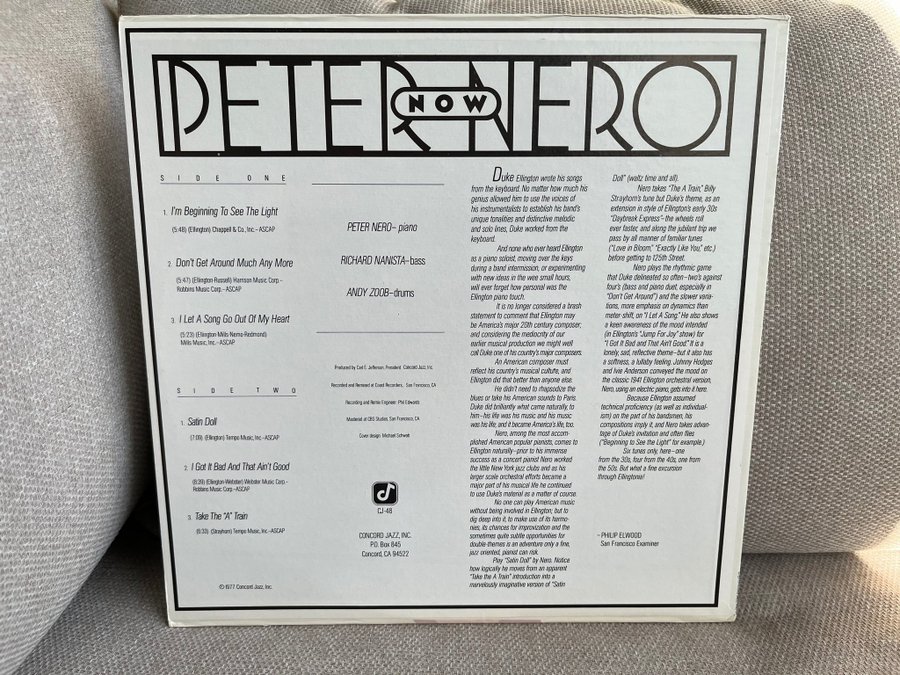 PETER NERO
NOW
SIDE ONE
1. I'm Beginning To See The Light
(5:48) (Ellington) Chappell & Co., Inc.–ASCAP
2. Don't Get Around Much Any More
(5:47) (Ellington-Russell) Harrison Music Corp.–
Robbins Music Corp.–ASCAP
3. I Let A Song Go Out Of My Heart
(5:23) (Ellington-Mills-Nemo-Redmond)
Mills Music, Inc.–ASCAP
SIDE TWO
1. Satin Doll
(7:09) (Ellington) Tempo Music, Inc.–ASCAP
2. I Got It Bad And That Ain't Good
(8:39) (Ellington-Webster) Webster Music Corp.–
Robbins Music Corp.–ASCAP
3. Take The "A" Train
(6:33) (Strayhorn) Tempo Music, Inc.–ASCAP
©1977 Concord Jazz, Inc.
PETER NERO– piano
RICHARD NANISTA–bass
ANDY ZOOB–drums
Produced by Carl E. Jefferson, President Concord Jazz, Inc.
Recorded and Remixed at Coast Recorders, San Francisco, CA
Recording and Remix Engineer: Phil Edwards
Mastered at CBS Studios, San Francisco, CA
Cover design: Michael Schwab
CJ-48
CONCORD JAZZ, INC.
P.O. Box 845
Concord, CA 94522
Duke Ellington wrote his songs
from the keyboard. No matter how much his
genius allowed him to use the voices of
his instrumentalists to establish his band's
unique tonalities and distinctive melodic
and solo lines, Duke worked from the
keyboard.
And none who ever heard Ellington
as a piano soloist, moving over the keys
during a band intermission, or experimenting
with new ideas in the wee small hours,
will ever forget how personal was the
Ellington piano touch.
It is no longer considered a brash
statement to comment that Ellington may
be America's major 20th century composer,
and considering the mediocrity of our
earlier musical production we might well
call Duke one of his country's major composers.
An American composer must
reflect his country's musical culture, and
Ellington did that better than anyone else.
He didn't need to rhapsodize the
blues or take his American sounds to Paris.
Duke did brilliantly what came naturally, to
him–his life was his music and his music
was his life; and it became America's life, too.
Nero, among the most accom-
plished American popular pianists, comes to
Ellington naturally–prior to his immense
success as a concert pianist Nero worked
the little New York jazz clubs and as his
larger scale orchestral efforts became a
major part of his musical life he continued
to use Duke's material as a matter of course.
No one can play American music
without being involved in Ellington; but to
dig deep into it, to make use of its harmo-
nies, its chances for improvization and the
sometimes quite subtle opportunities for
double-themes is an adventure only a fine,
jazz oriented, pianist can risk.
Play "Satin Doll" by Nero. Notice
how logically he moves from an apparent
"Take the A Train" introduction into a
marvelously imaginative version of "Satin
Doll" (waltz time and all).
Nero takes "The A Train," Billy
Strayhorn's tune but Duke's theme, as an
extension in style of Ellington's early 30s
"Daybreak Express"–the wheels roll
ever faster, and along the jubilant trip we
pass by all manner of familiar tunes
("Love in Bloom," "Exactly Like You," etc.)
before getting to 125th Street.
Nero plays the rhythmic game
that Duke delineated so often–two's against
four's (bass and piano duet, especially in
"Don't Get Around") and the slower varia-
tions, more emphasis on dynamics than
meter shift, on "I Let A Song." He also shows
a keen awareness of the mood intended
(in Ellington's "Jump For Joy" show) for
"I Got It Bad and That Ain't Good." It is a
lonely, sad, reflective theme–but it also has
a softness, a lullaby feeling. Johnny Hodges
and Ivie Anderson conveyed the mood on
the classic 1941 Ellington orchestral version,
Nero, using an electric piano, gets into it here.
Because Ellington assumed
technical proficiency (as well as individual-
ism) on the part of his bandsmen, his
compositions imply it, and Nero takes advan-
tage of Duke's invitation and often flies
("Beginning to See the Light" for example.)
Six tunes only, here–one
from the 30s, four from the 40s, one from
the 50s. But what a fine excursion
through Ellingtonia!
–PHILIP ELWOOD
San Francisco Examiner